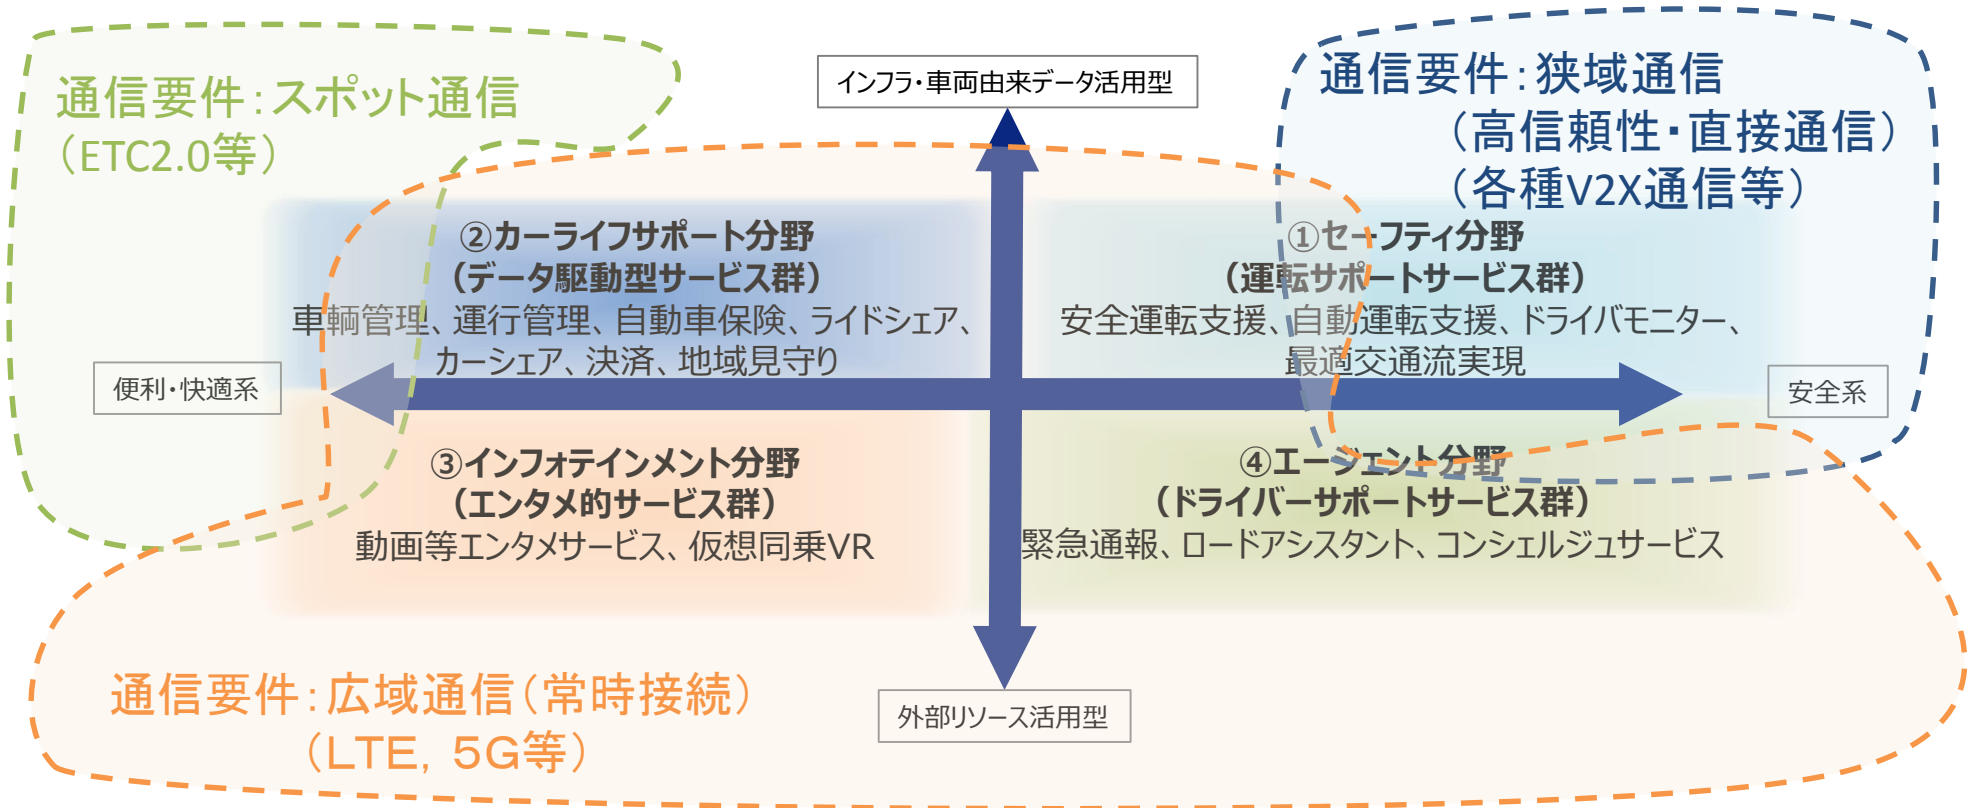 通信要件：スポット通信
（ETC2.0等）
インフラ・車両由来データ活用型
通信要件：狭域通信
（高信頼性・直接通信）
（各種V2X通信等）
②カーライフサポート分野
（データ駆動型サービス群）
車輌管理、運行管理、自動車保険、ライドシェア、
カーシェア、決済、地域見守り
①セーフティ分野
（運転サポートサービス群）
安全運転支援、自動運転支援、ドライバモニター、
最適交通流実現
便利・快適系
安全系
③インフォテインメント分野
（エンタメ的サービス群）
動画等エンタメサービス、仮想同乗VR
④エージェント分野
（ドライバーサポートサービス群）
緊急通報、ロードアシスタント、コンシェルジュサービス
通信要件：広域通信（常時接続）
（LTE，5G等）
外部リソース活用型